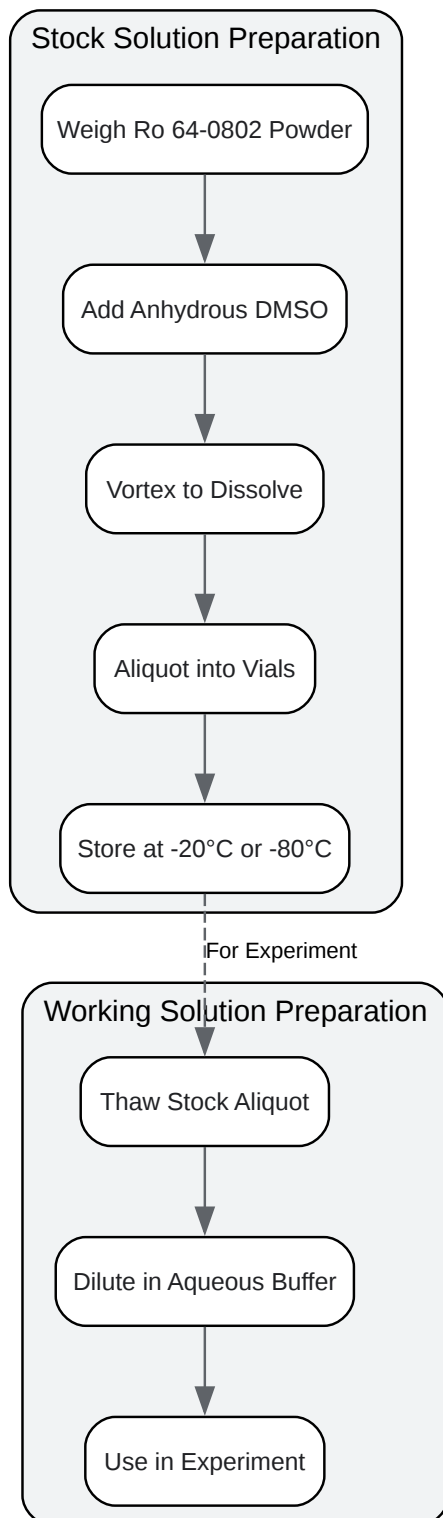 Stock Solution Preparation
Weigh Ro 64-0802 Powder
Add Anhydrous DMSO
Vortex to Dissolve
Aliquot into Vials
Store at -20°C or -80°C
For Experiment
Working Solution Preparation
Thaw Stock Aliquot
Dilute in Aqueous Buffer
Use in Experiment